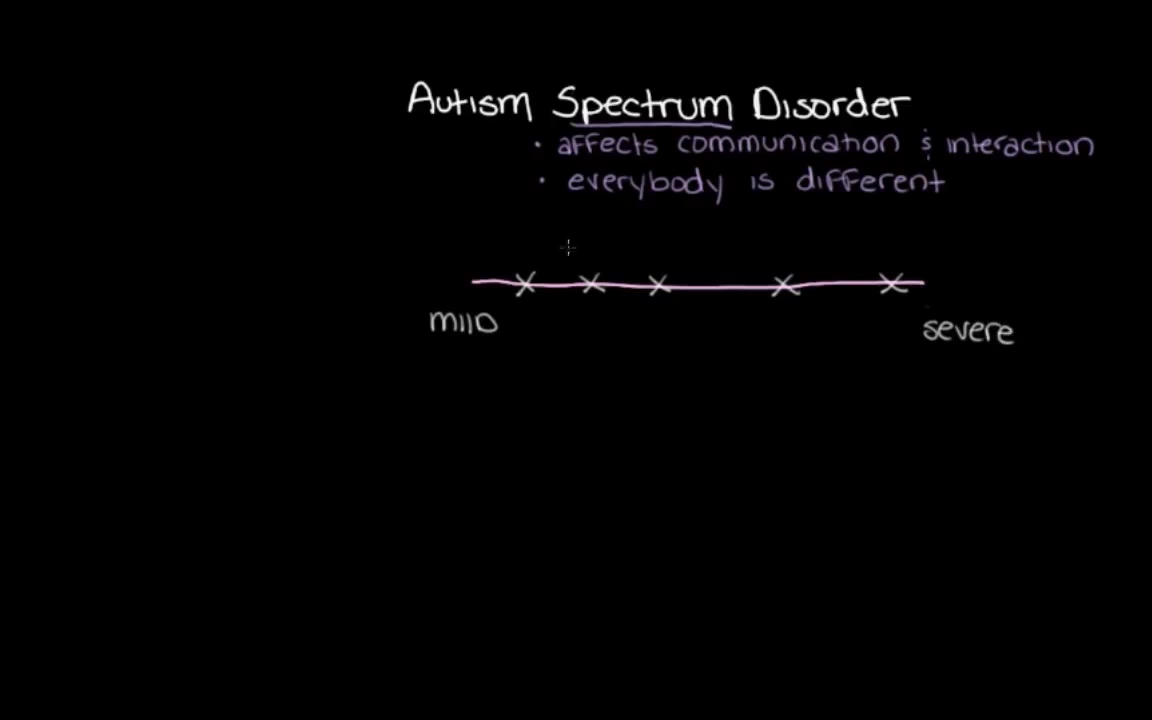 Autism Spectrum Disorder
• affects communication & interaction
• everybody is different
mild
severe